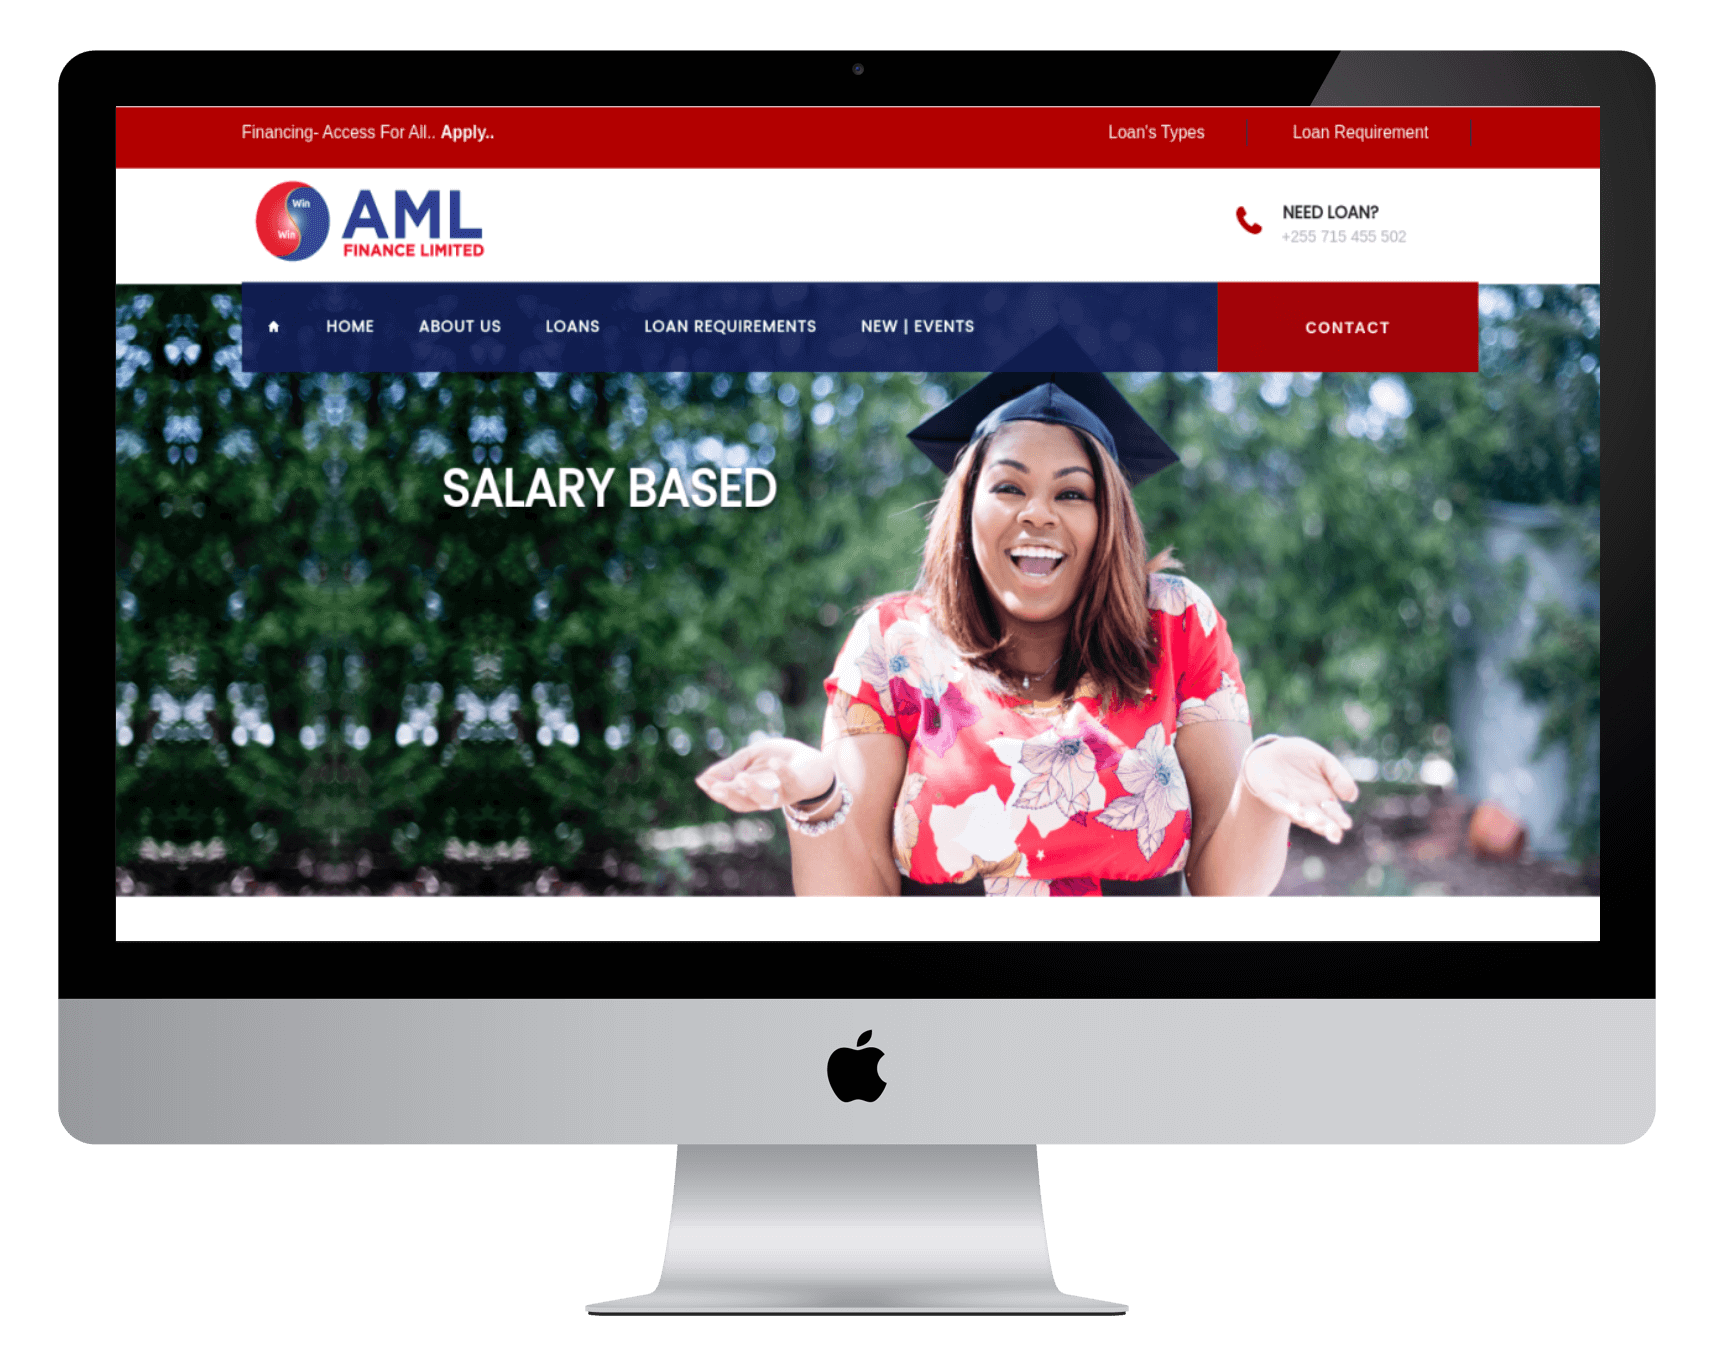 Financing- Access For All.. Apply..
Loan's Types
Loan Requirement
Win
Win
AML
FINANCE LIMITED
NEED LOAN?
+255 715 455 502
HOME
ABOUT US
LOANS
LOAN REQUIREMENTS
NEW | EVENTS
CONTACT
SALARY BASED